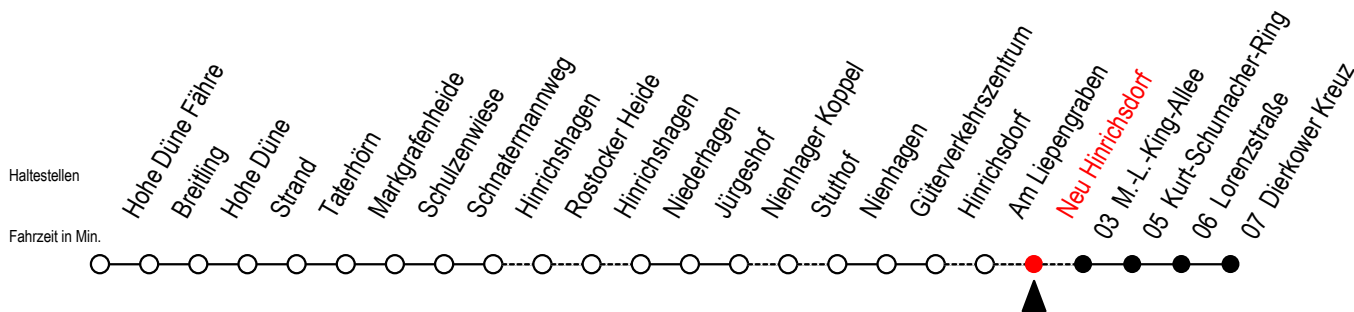 Haltestellen
Fahrzeit in Min.
Hohe Düne Fähre
Breitling
Hohe Düne
Strand
Taterhörn
Markgrafenheide
Schulzenwiese
Schnatermannweg
Hinrichshagen
Rostocker Heide
Hinrichshagen
Niederhagen
Jürgeshof
Nienhager Koppel
Stuthof
Nienhagen
Güterverkehrszentrum
Hinrichsdorf
Am Liepengraben
Neu Hinrichsdorf
03 M.-L.-King-Allee
05 Kurt-Schumacher-Ring
06 Lorenzstraße
07 Dierkower Kreuz